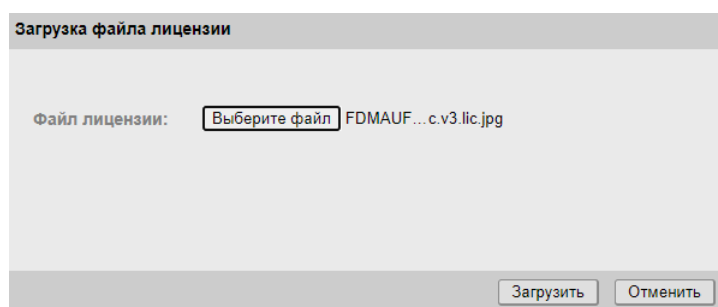 Загрузка файла лицензии
Файл лицензии: Выберите файл FDMAUF...c.v3.lic.jpg
Загрузить Отменить